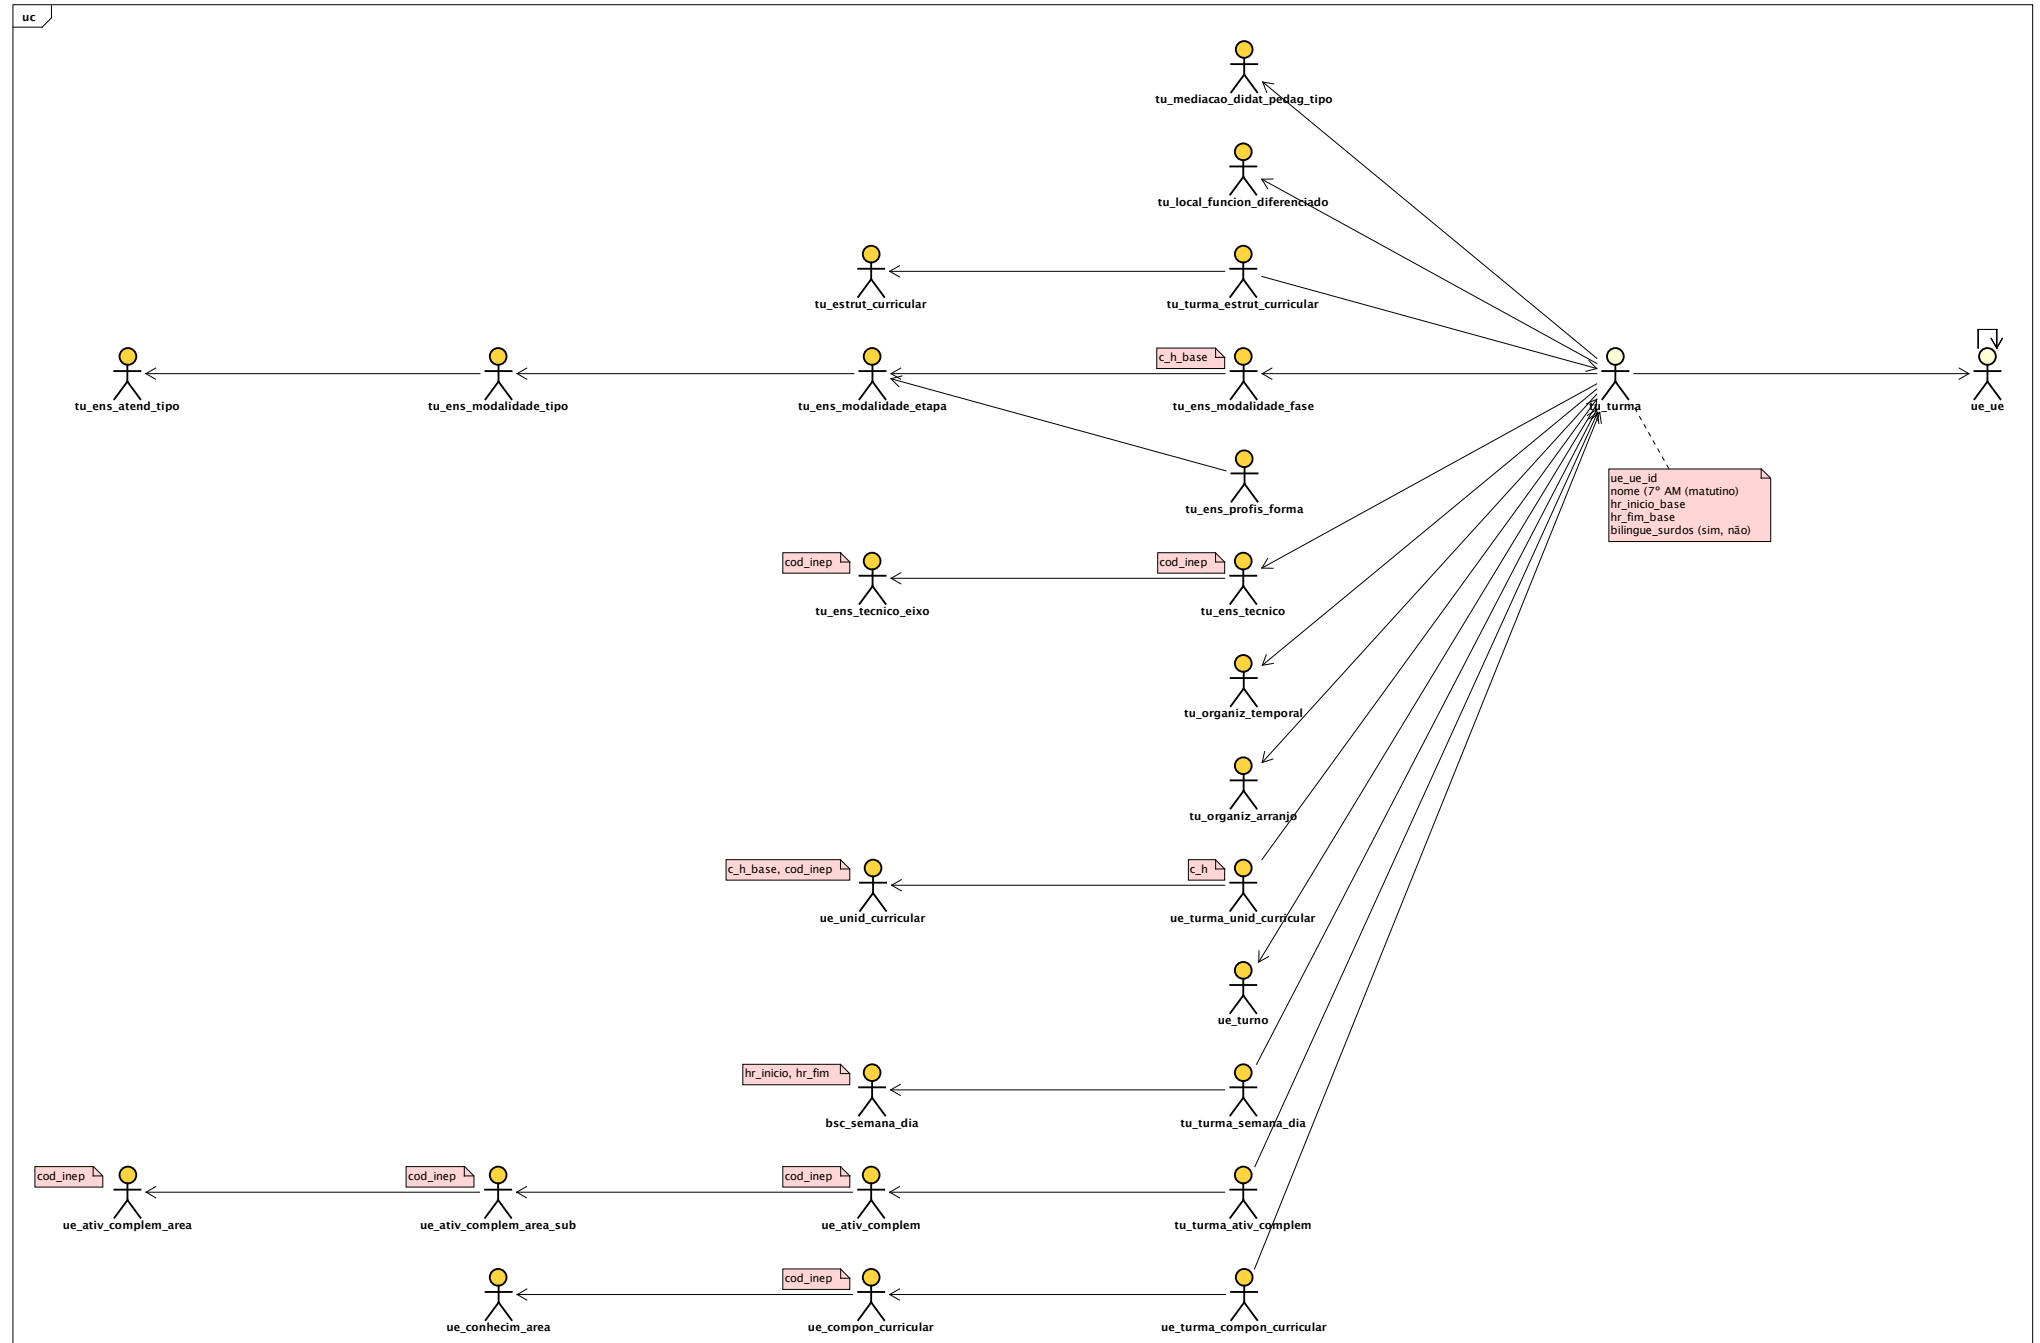 uc
tu_mediacao_didat_pedag_tipo
tu_local_funcion_diferenciado
tu_estrut_curricular
tu_turma_estrut_curricular
c_h_base
tu_ens_atend_tipo
tu_ens_modalidade_tipo
tu_ens_modalidade_etapa
tu_ens_modalidade_fase
tu_turma
ue_ue
ue_ue_id
nome (7º AM (matutino)
hr_inicio_base
hr_fim_base
bilingue_surdos (sim, não)
tu_ens_profis_forma
cod_inep
cod_inep
tu_ens_tecnico_eixo
tu_ens_tecnico
tu_organiz_temporal
tu_organiz_arranjo
c_h_base, cod_inep
c_h
ue_unid_curricular
ue_turma_unid_curricular
ue_turno
hr_inicio, hr_fim
bsc_semana_dia
tu_turma_semana_dia
cod_inep
cod_inep
cod_inep
ue_ativ_complem_area
ue_ativ_complem_area_sub
ue_ativ_complem
tu_turma_ativ_complem
cod_inep
ue_conhecim_area
ue_compon_curricular
ue_turma_compon_curricular